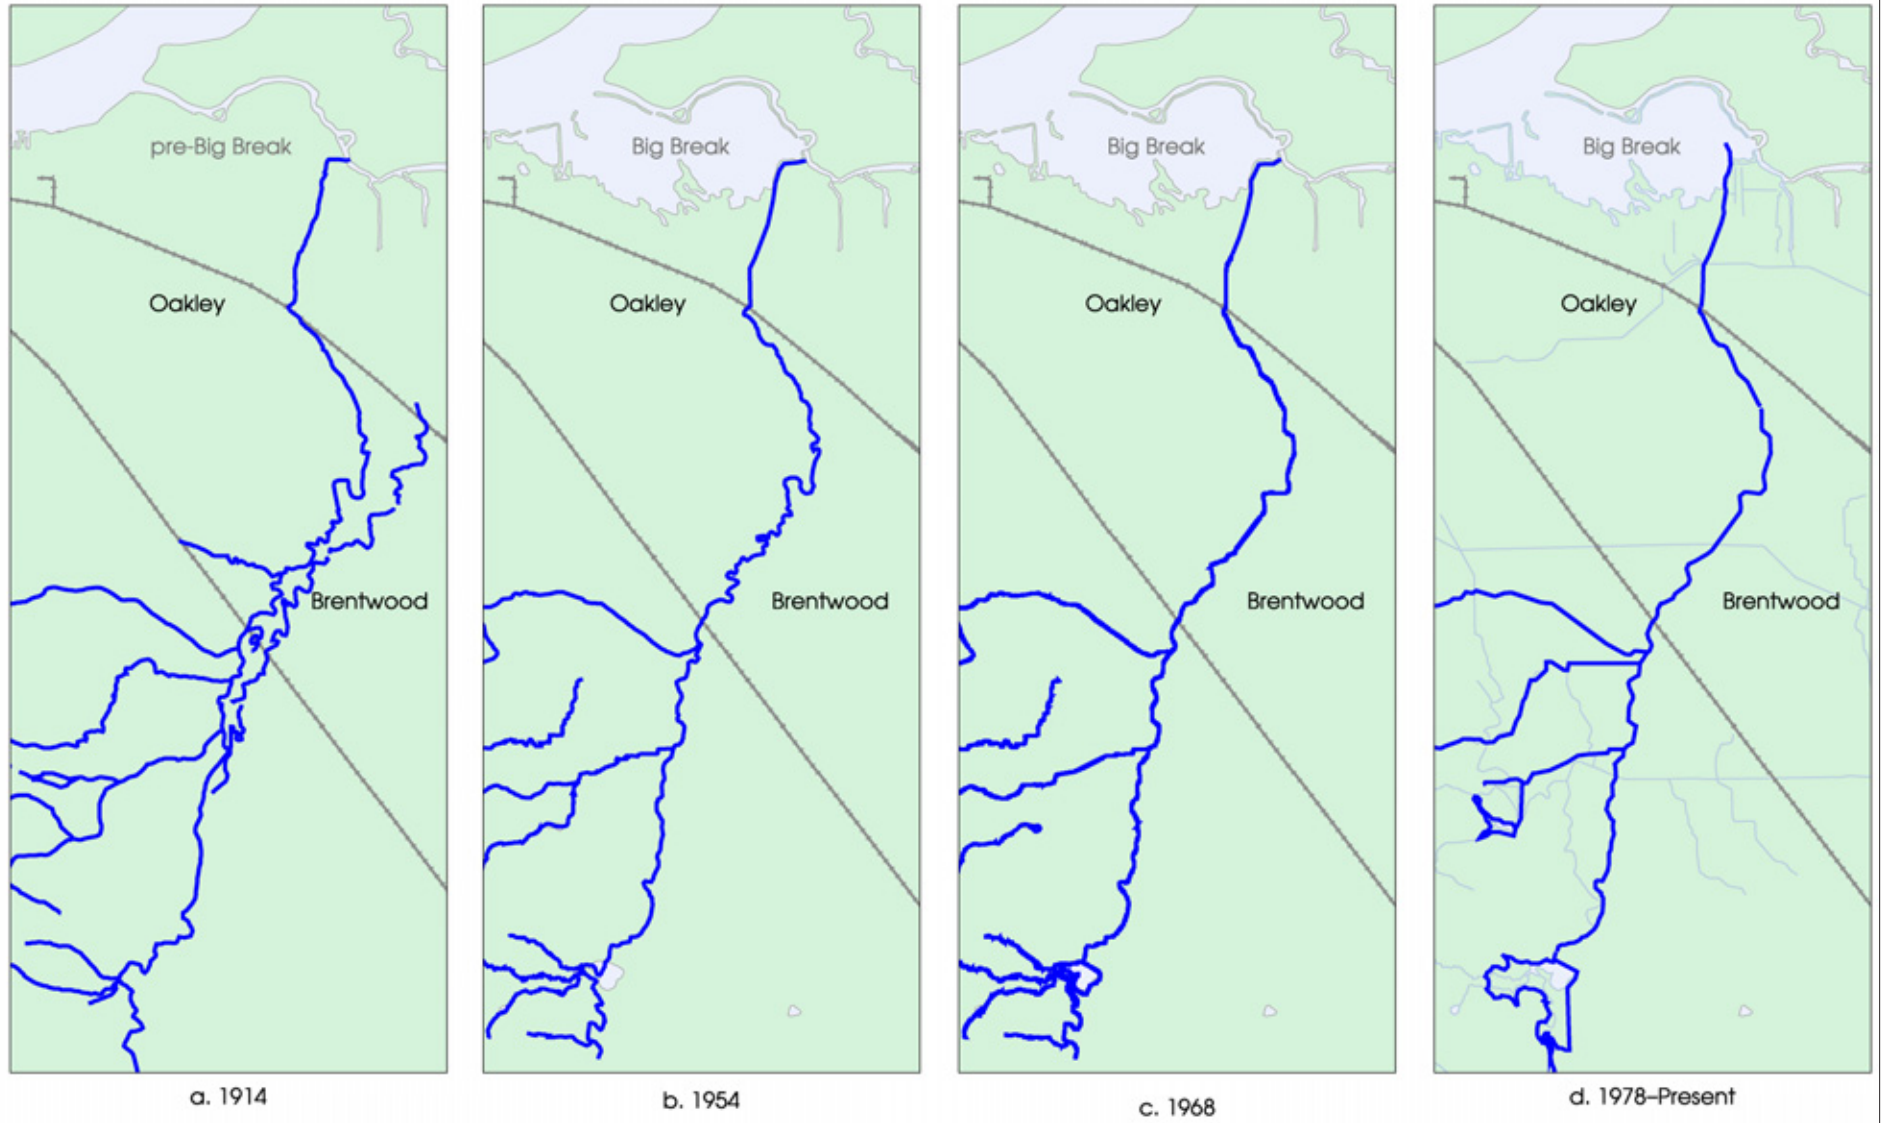 pre-Big Break
Oakley
Brentwood
a. 1914
Big Break
Oakley
Brentwood
b. 1954
Big Break
Oakley
Brentwood
c. 1968
Big Break
Oakley
Brentwood
d. 1978–Present